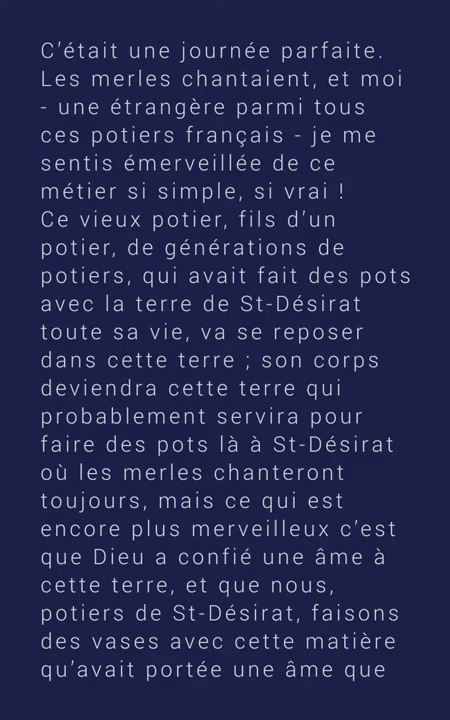 C’était une journée parfaite.
Les merles chantaient, et moi
- une étrangère parmi tous
ces potiers français - je me
sentis émerveillée de ce
métier si simple, si vrai !
Ce vieux potier, fils d’un
potier, de générations de
potiers, qui avait fait des pots
avec la terre de St-Désirat
toute sa vie, va se reposer
dans cette terre ; son corps
deviendra cette terre qui
probablement servira pour
faire des pots là à St-Désirat
où les merles chanteront
toujours, mais ce qui est
encore plus merveilleux c’est
que Dieu a confié une âme à
cette terre, et que nous,
potiers de St-Désirat, faisons
des vases avec cette matière
qu’avait portée une âme que